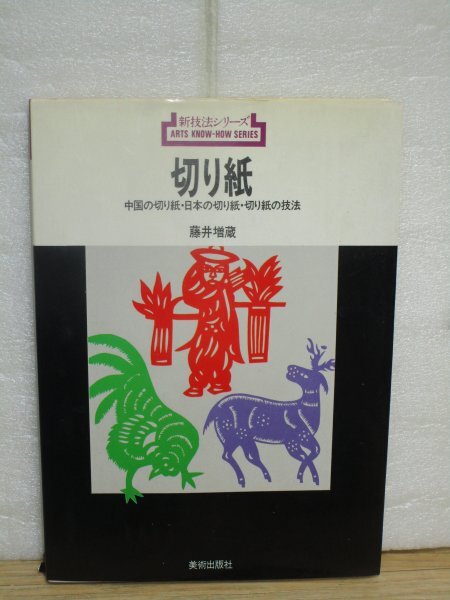 新技法シリーズ
ARTS KNOW-HOW SERIES
切り紙
中国の切り紙・日本の切り紙・切り紙の技法
藤井増蔵
美術出版社